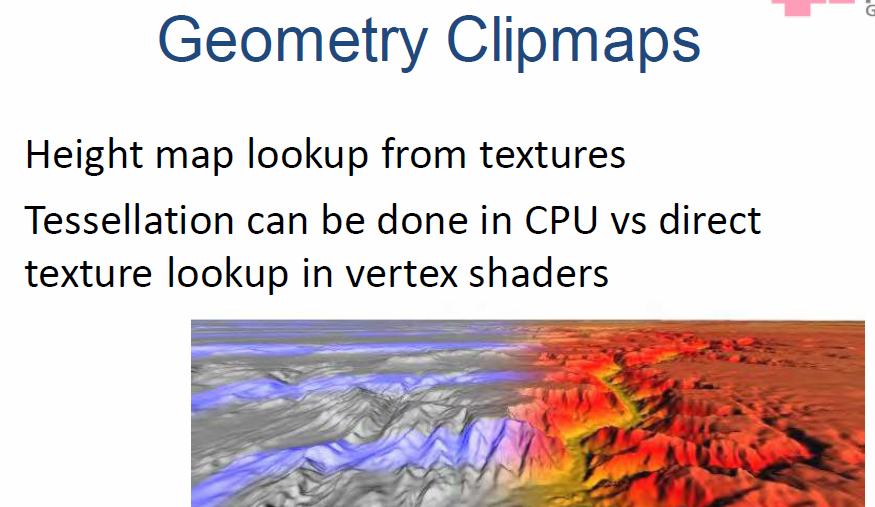 Geometry Clipmaps
Height map lookup from textures
Tessellation can be done in CPU vs direct
texture lookup in vertex shaders